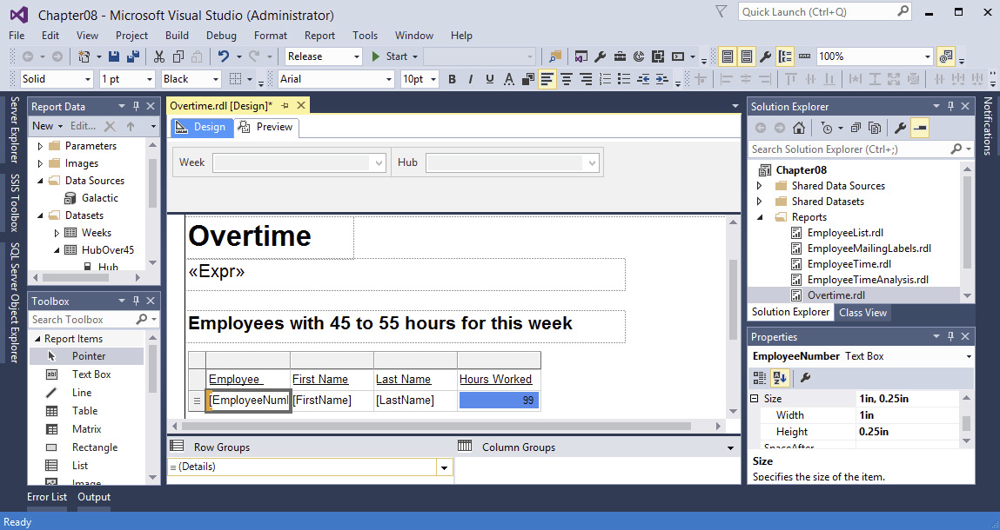 Chapter08 - Microsoft Visual Studio (Administrator)
Quick Launch (Ctrl+Q)
File Edit View Project Build Debug Format Report Tools Window Help
Release Start 100%
Solid 1 pt Black Arial 10pt B I U A
Server Explorer
SSIS Toolbox
SQL Server Object Explorer
Report Data
New Edit...
Parameters
Images
Data Sources
Galactic
Datasets
Weeks
HubOver45
Hub
Toolbox
Search Toolbox
Report Items
Pointer
Text Box
Line
Table
Matrix
Rectangle
List
Image
Overtime.rdl [Design]*
Design Preview
Week Hub
Overtime
«Expr»
Employees with 45 to 55 hours for this week
Employee First Name Last Name Hours Worked
[EmployeeNuml [FirstName] [LastName] 99
Row Groups Column Groups
(Details)
Solution Explorer
Search Solution Explorer (Ctrl+;)
Chapter08
Shared Data Sources
Shared Datasets
Reports
EmployeeList.rdl
EmployeeMailingLabels.rdl
EmployeeTime.rdl
EmployeeTimeAnalysis.rdl
Overtime.rdl
Solution Explorer Class View
Properties
EmployeeNumber Text Box
Size 1in, 0.25in
Width 1in
Height 0.25in
SpaceAfter
Size
Specifies the size of the item.
Notifications
Error List Output
Ready